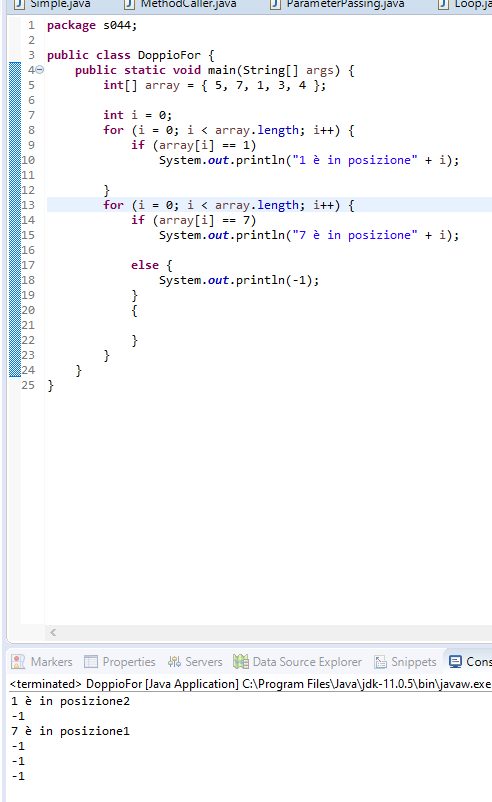 Simple.java MethodCaller.java ParameterPassing.java Loop.ja
1 package s044;
2
3 public class DoppioFor {
4 public static void main(String[] args) {
5 int[] array = { 5, 7, 1, 3, 4 };
6
7 int i = 0;
8 for (i = 0; i < array.length; i++) {
9 if (array[i] == 1)
10 System.out.println("1 è in posizione" + i);
11
12 }
13 for (i = 0; i < array.length; i++) {
14 if (array[i] == 7)
15 System.out.println("7 è in posizione" + i);
16
17 else {
18 System.out.println(-1);
19 }
20 {
21
22 }
23 }
24 }
25 }
Markers Properties Servers Data Source Explorer Snippets Cons
<terminated> DoppioFor [Java Application] C:\Program Files\Java\jdk-11.0.5\bin\javaw.exe
1 è in posizione2
-1
7 è in posizione1
-1
-1
-1